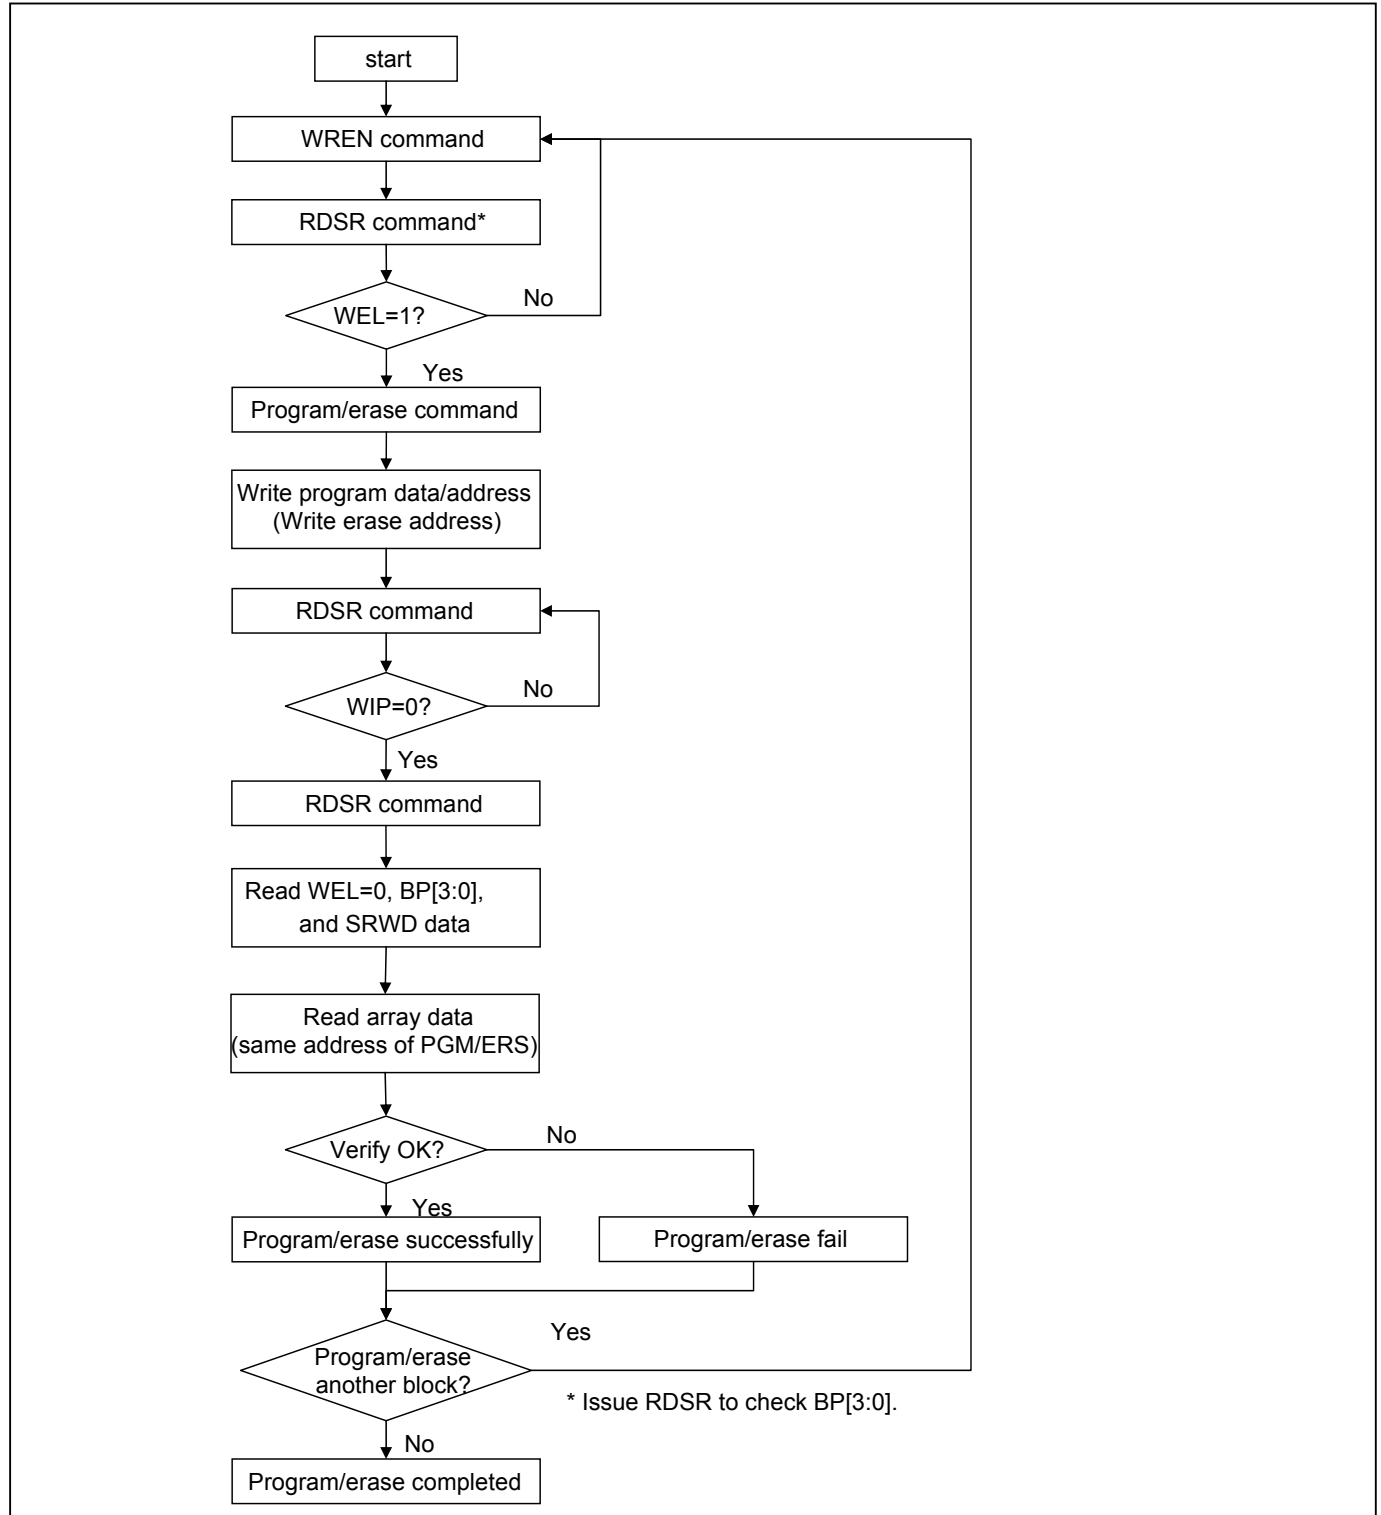 start
WREN command
RDSR command*
WEL=1?
No
Yes
Program/erase command
Write program data/address
(Write erase address)
RDSR command
WIP=0?
No
Yes
RDSR command
Read WEL=0, BP[3:0],
and SRWD data
Read array data
(same address of PGM/ERS)
Verify OK?
No
Yes
Program/erase successfully
Program/erase fail
Yes
Program/erase
another block?
* Issue RDSR to check BP[3:0].
No
Program/erase completed